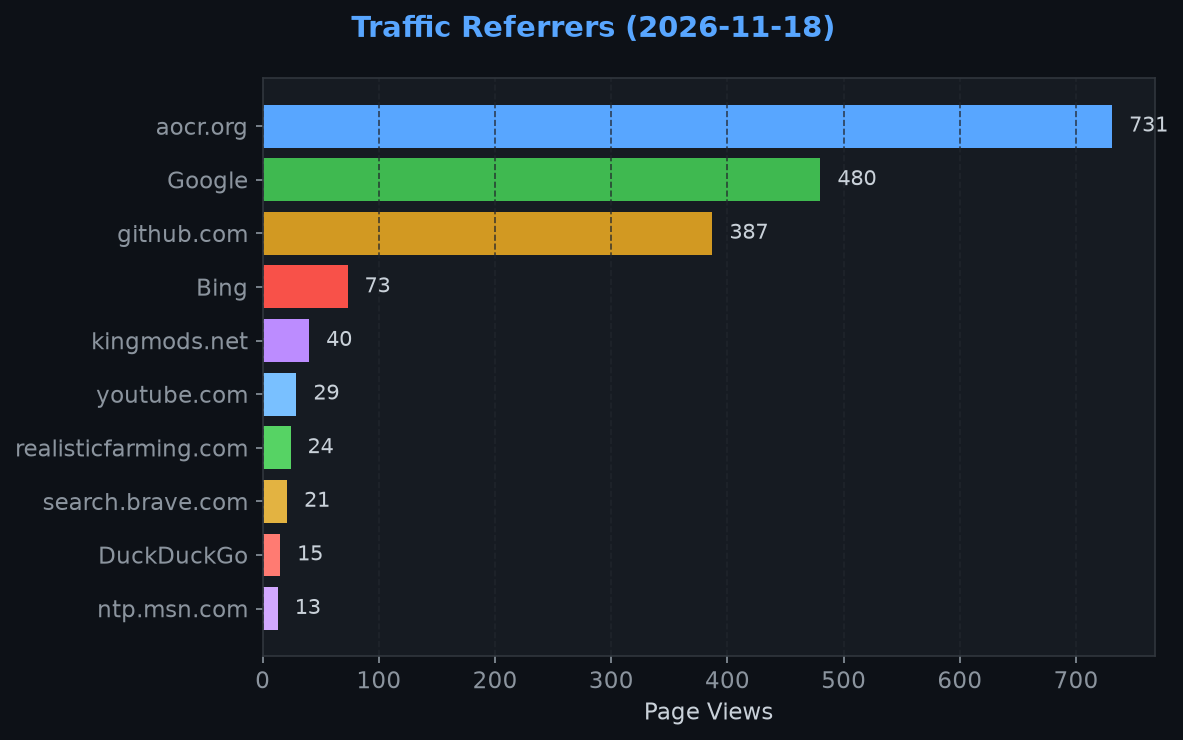 Traffic Referrers (2026-11-18)
aocr.org 731
Google 480
github.com 387
Bing 73
kingmods.net 40
youtube.com 29
realisticfarming.com 24
search.brave.com 21
DuckDuckGo 15
ntp.msn.com 13
0 100 200 300 400 500 600 700
Page Views